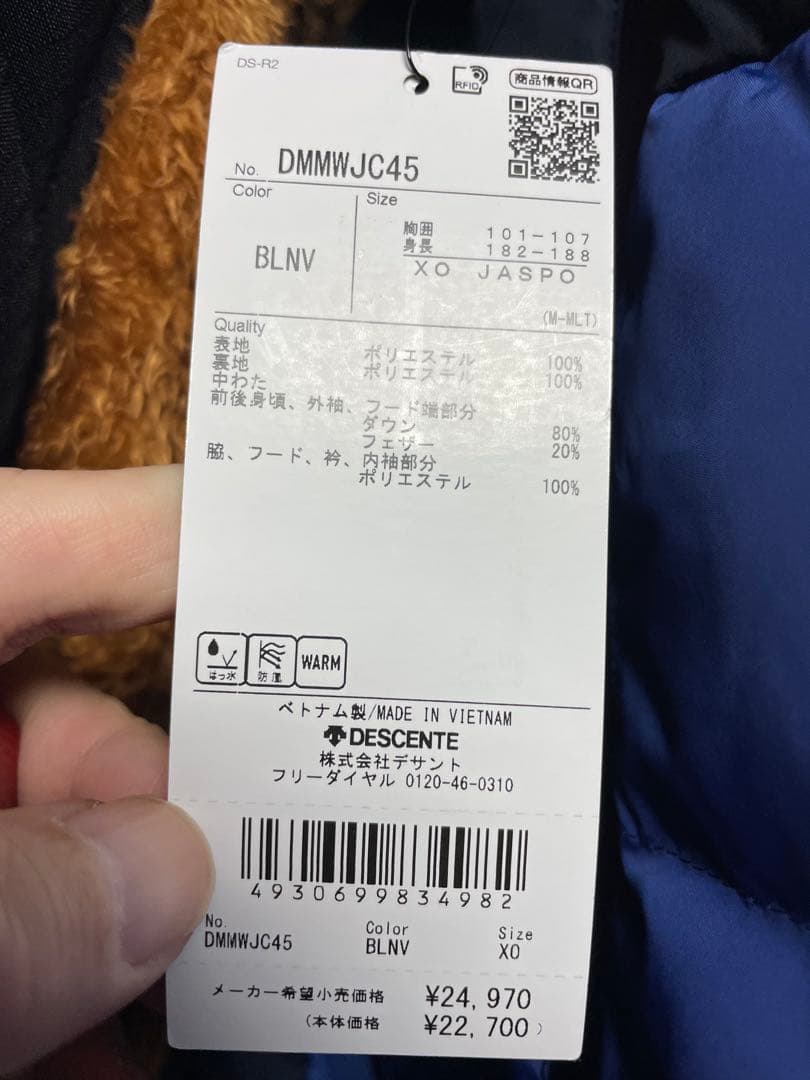 DS-R2
RFID
商品情報QR
No. DMMWJC45
Color
Size
BLNV
胸囲 101-107
身長 182-188
XO JASPO
(M-MLT)
Quality
表地 ポリエステル 100%
裏地 ポリエステル 100%
中わた
前後身頃、外袖、フード端部分
ダウン 80%
フェザー 20%
脇、フード、衿、内袖部分
ポリエステル 100%
はっ水
防風
WARM
ベトナム製/MADE IN VIETNAM
DESCENTE
株式会社デサント
フリーダイヤル 0120-46-0310
4930699834982
No. Color Size
DMMWJC45 BLNV XO
メーカー希望小売価格 ¥24,970
(本体価格 ¥22,700)